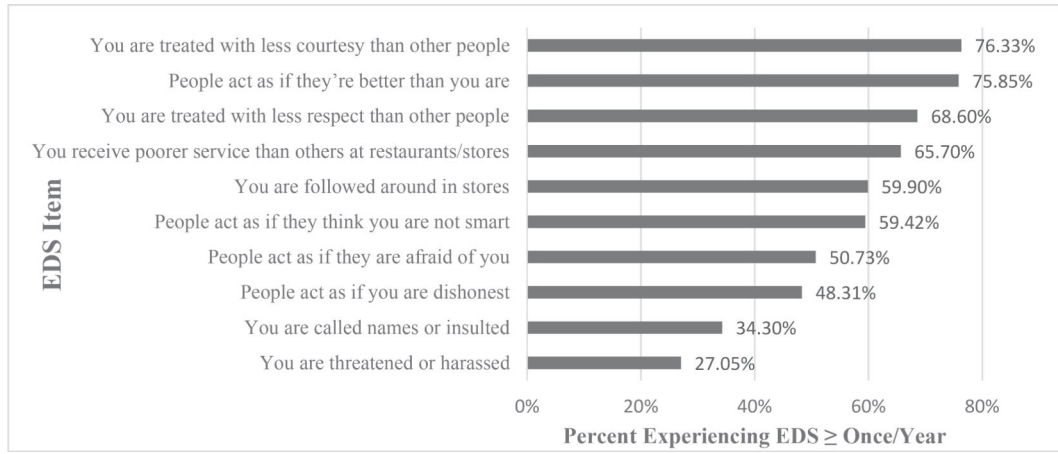 You are treated with less courtesy than other people 76.33%
People act as if they're better than you are 75.85%
You are treated with less respect than other people 68.60%
You receive poorer service than others at restaurants/stores 65.70%
You are followed around in stores 59.90%
People act as if they think you are not smart 59.42%
People act as if they are afraid of you 50.73%
People act as if you are dishonest 48.31%
You are called names or insulted 34.30%
You are threatened or harassed 27.05%
EDS Item
0% 20% 40% 60% 80%
Percent Experiencing EDS ≥ Once/Year